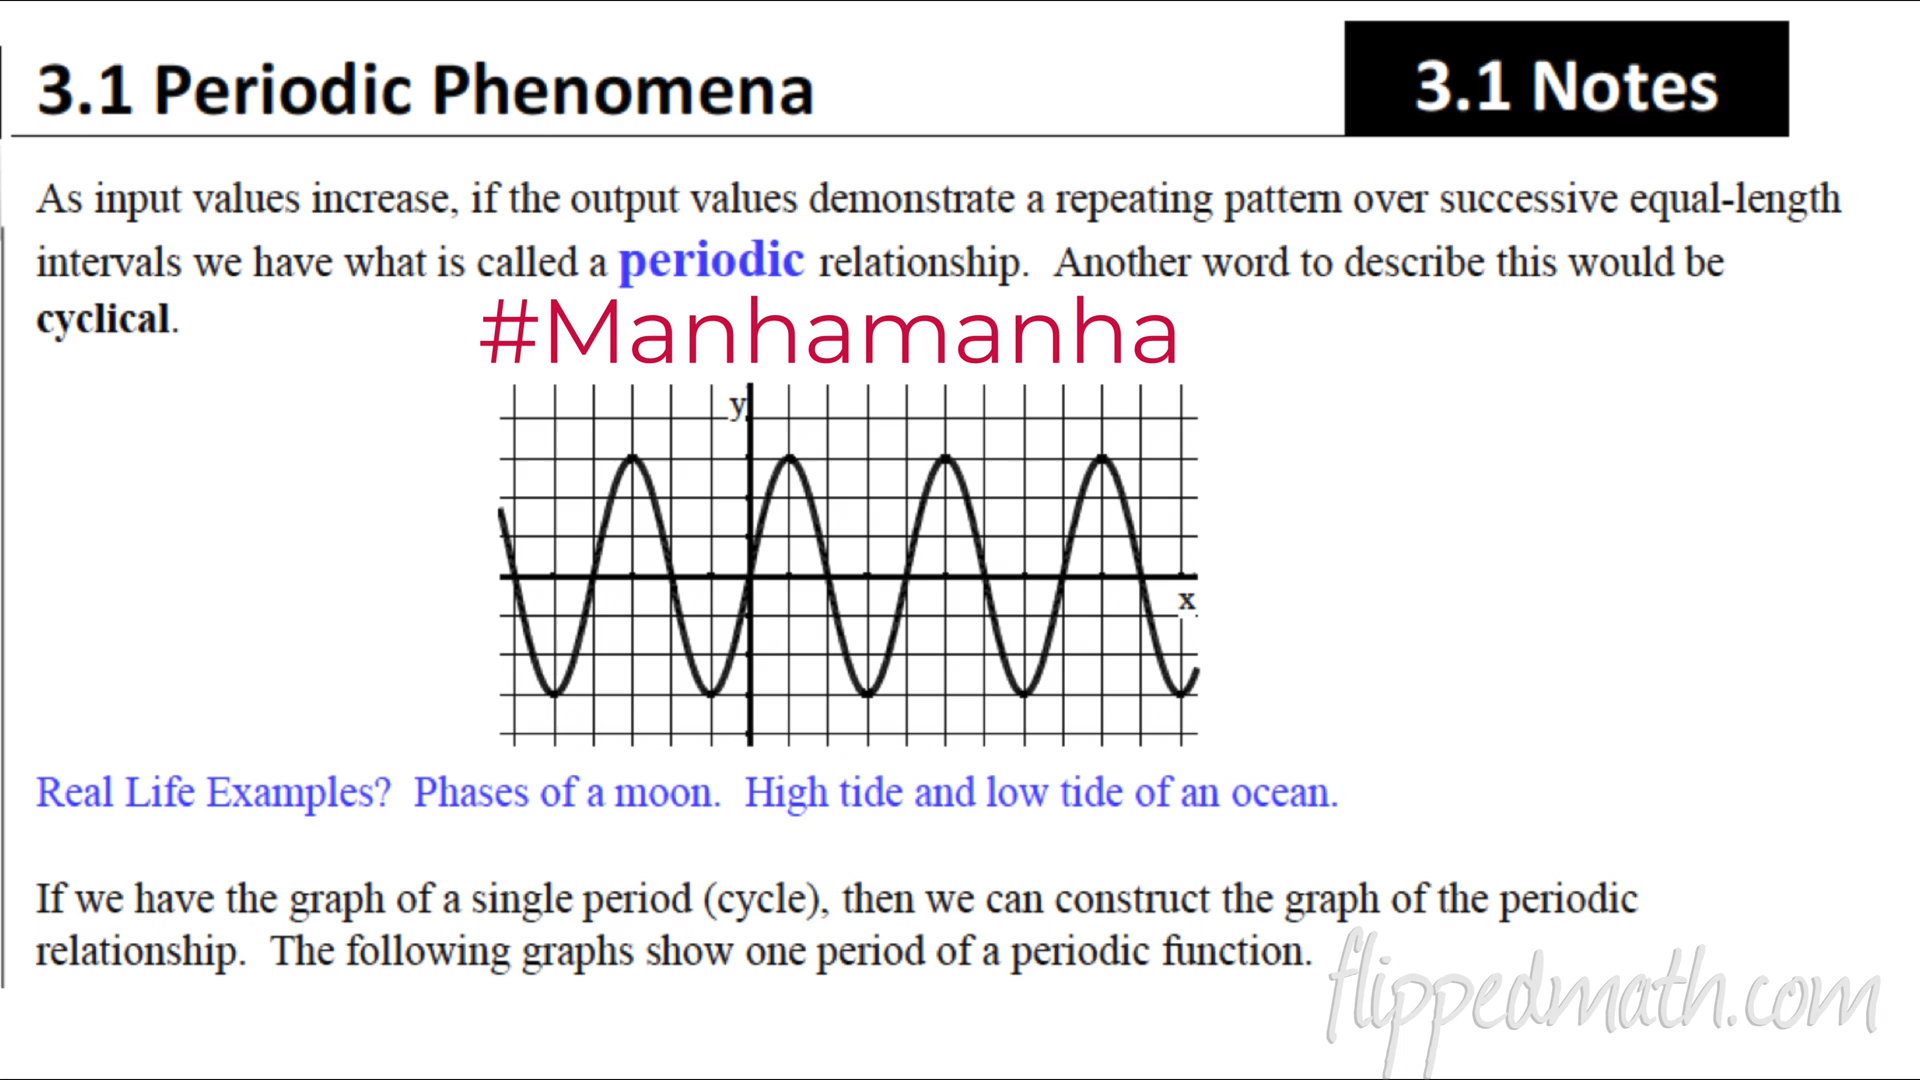 3.1 Periodic Phenomena
3.1 Notes
As input values increase, if the output values demonstrate a repeating pattern over successive equal-length
intervals we have what is called a periodic relationship. Another word to describe this would be
cyclical.
#Manhamanha
y
x
Real Life Examples? Phases of a moon. High tide and low tide of an ocean.
If we have the graph of a single period (cycle), then we can construct the graph of the periodic
relationship. The following graphs show one period of a periodic function.
flippedmath.com